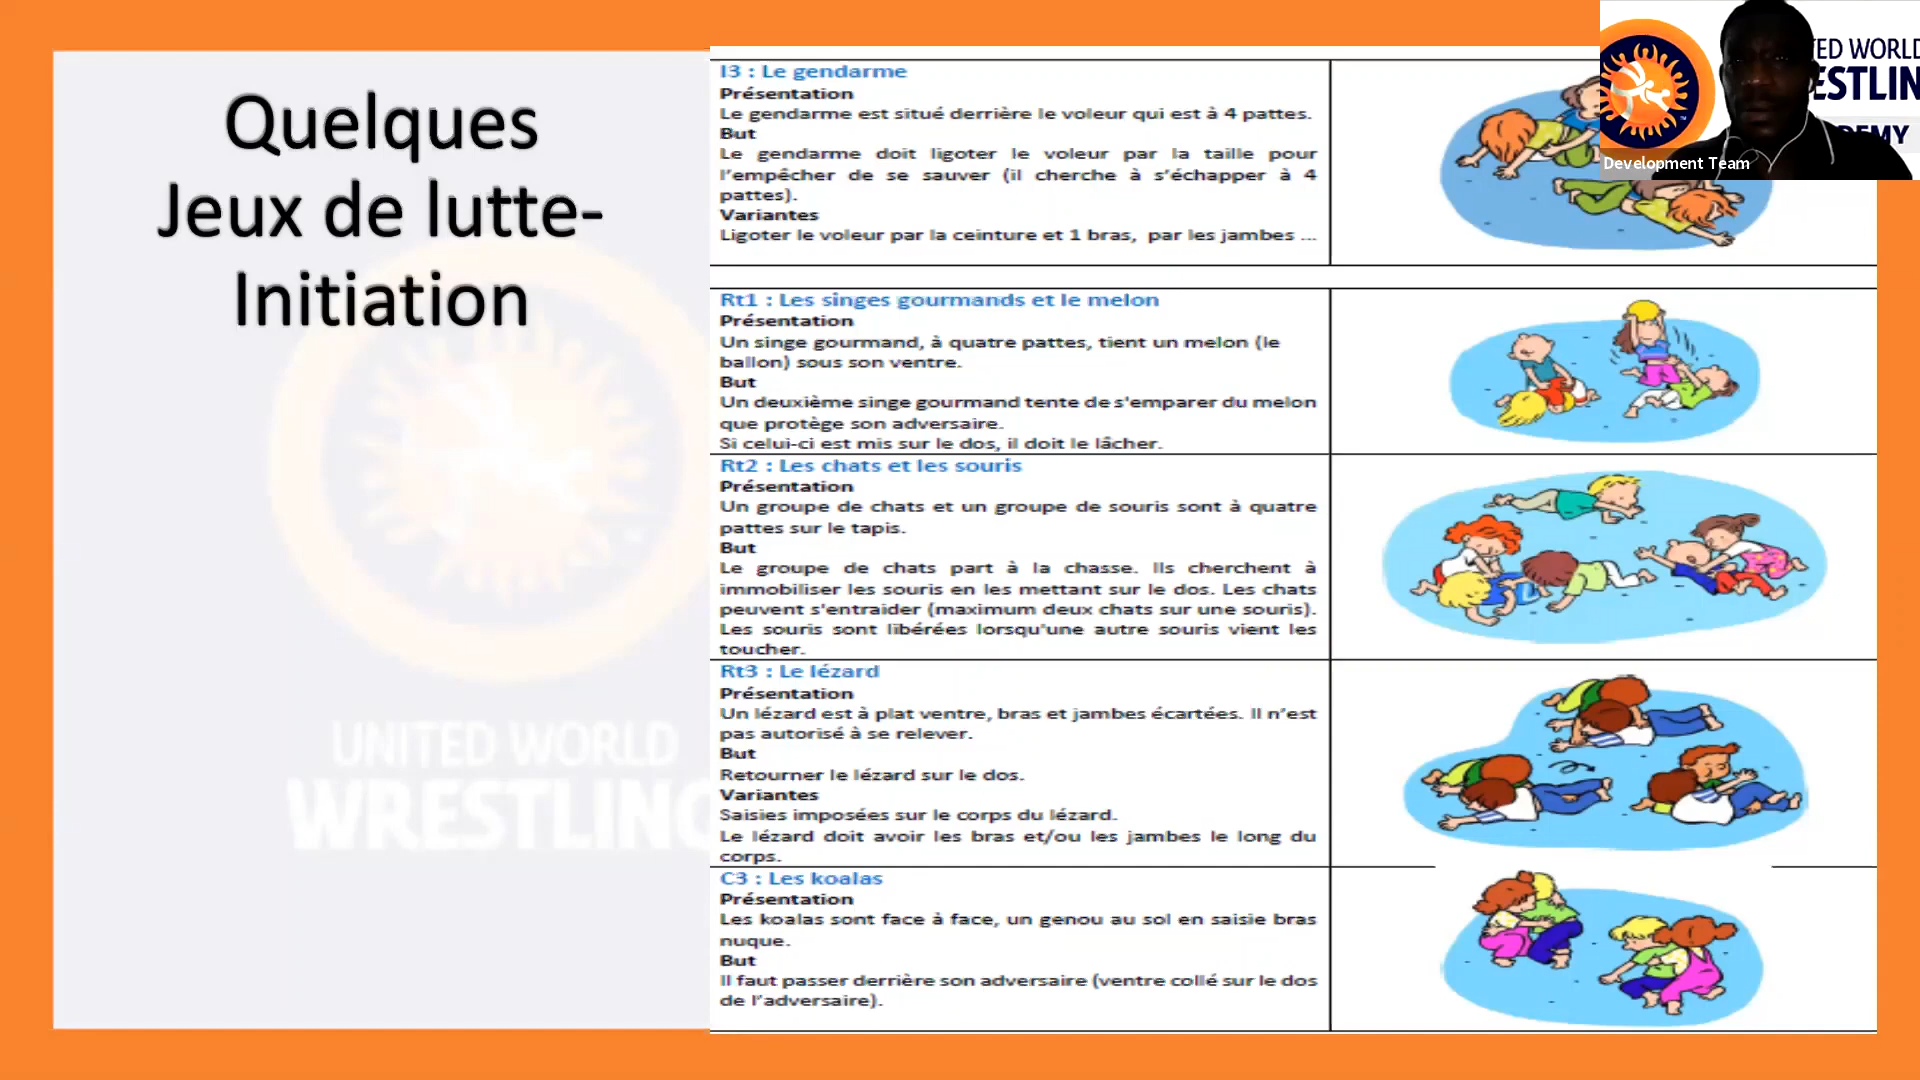 Quelques
Jeux de lutte-
Initiation
I3 : Le gendarme
Présentation
Le gendarme est situé derrière le voleur qui est à 4 pattes.
But
Le gendarme doit ligoter le voleur par la taille pour
l'empêcher de se sauver (il cherche à s'échapper à 4
pattes).
Variantes
Ligoter le voleur par la ceinture et 1 bras, par les jambes ...
Rt1 : Les singes gourmands et le melon
Présentation
Un singe gourmand, à quatre pattes, tient un melon (le
ballon) sous son ventre.
But
Un deuxième singe gourmand tente de s'emparer du melon
que protège son adversaire.
Si celui-ci est mis sur le dos, il doit le lâcher.
Rt2 : Les chats et les souris
Présentation
Un groupe de chats et un groupe de souris sont à quatre
pattes sur le tapis.
But
Le groupe de chats part à la chasse. Ils cherchent à
immobiliser les souris en les mettant sur le dos. Les chats
peuvent s'entraider (maximum deux chats sur une souris).
Les souris sont libérées lorsqu'une autre souris vient les
toucher.
Rt3 : Le lézard
Présentation
Un lézard est à plat ventre, bras et jambes écartées. Il n'est
pas autorisé à se relever.
But
Retourner le lézard sur le dos.
Variantes
Saisies imposées sur le corps du lézard.
Le lézard doit avoir les bras et/ou les jambes le long du
corps.
C3 : Les koalas
Présentation
Les koalas sont face à face, un genou au sol en saisie bras
nuque.
But
Il faut passer derrière son adversaire (ventre collé sur le dos
de l'adversaire).
UNITED WORLD
WRESTLING
TED WORLD
ESTLIN
DEMY
Development Team